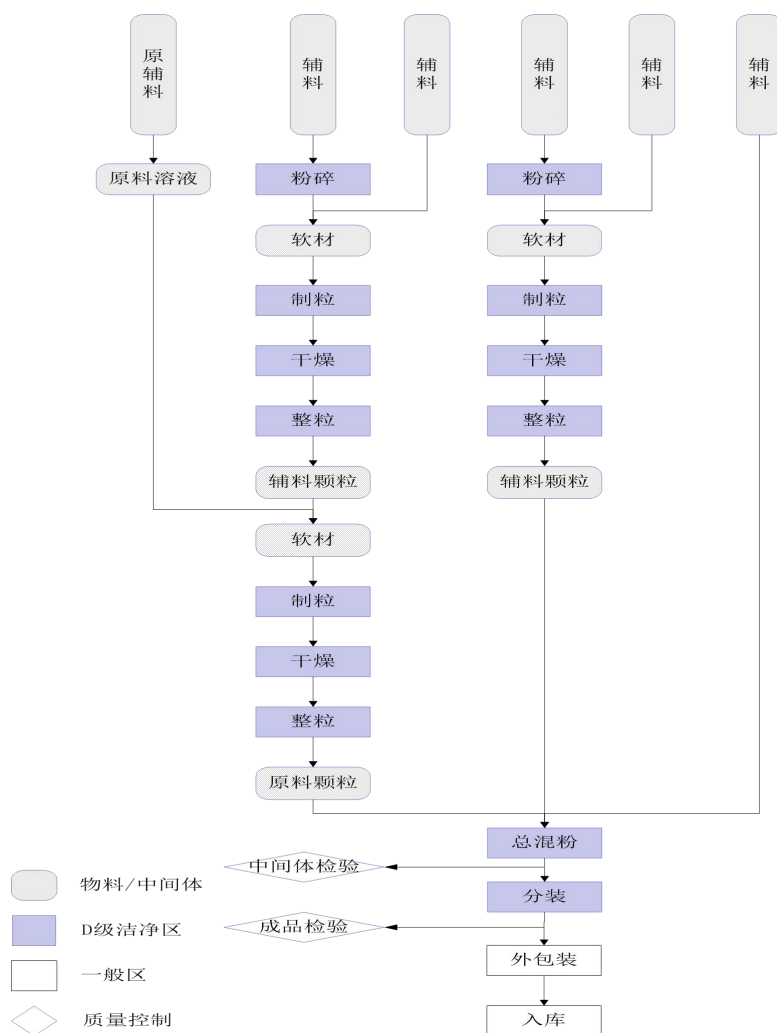 原辅料
辅料
辅料
辅料
辅料
辅料
原料溶液
粉碎
粉碎
软材
软材
制粒
制粒
干燥
干燥
整粒
整粒
辅料颗粒
辅料颗粒
软材
制粒
干燥
整粒
原料颗粒
总混粉
中间体检验
分装
成品检验
外包装
入库
物料/中间体
D级洁净区
一般区
质量控制